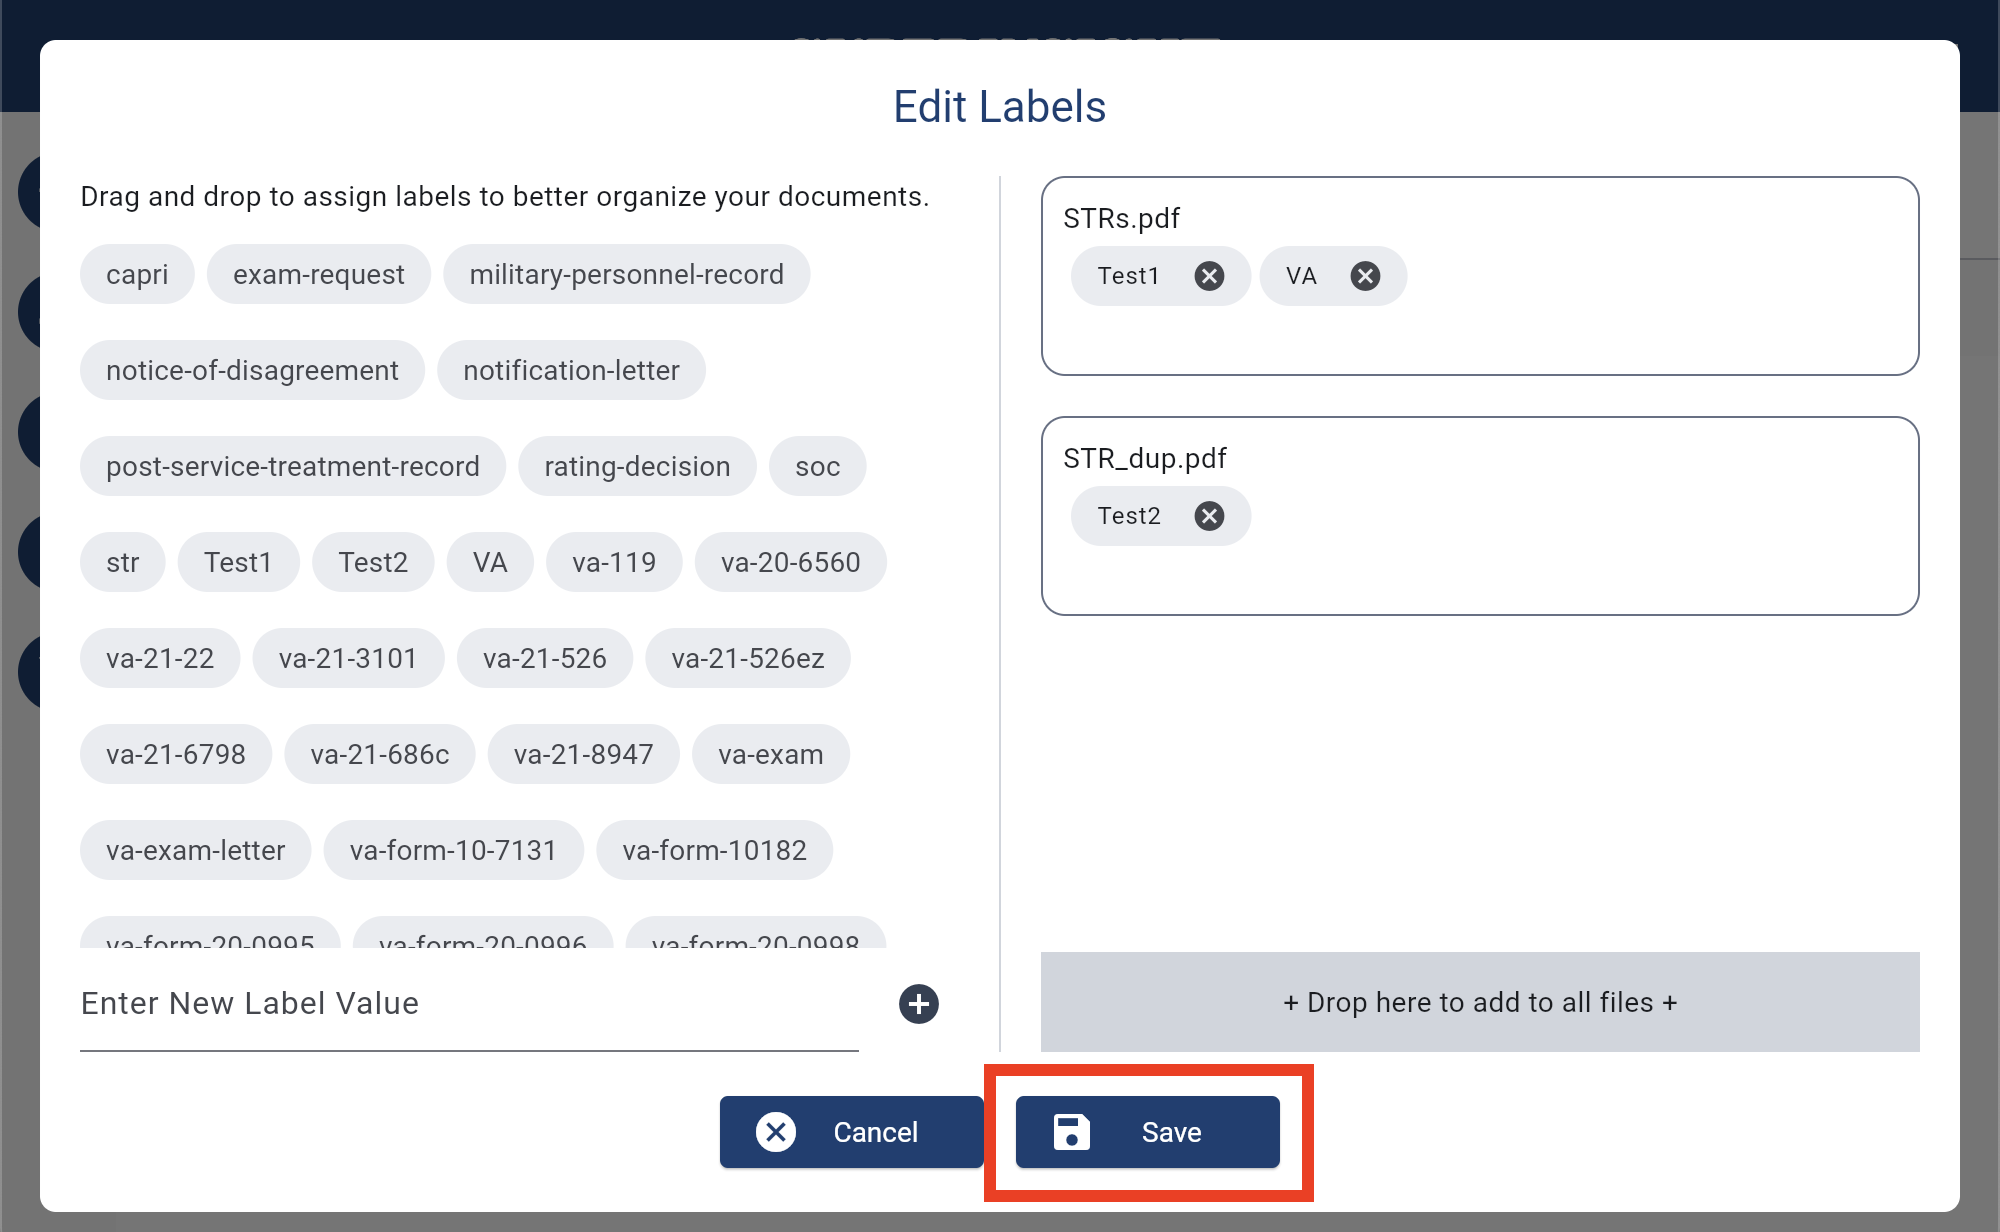 Edit Labels
Drag and drop to assign labels to better organize your documents.
capri exam-request military-personnel-record
notice-of-disagreement notification-letter
post-service-treatment-record rating-decision soc
str Test1 Test2 VA va-119 va-20-6560
va-21-22 va-21-3101 va-21-526 va-21-526ez
va-21-6798 va-21-686c va-21-8947 va-exam
va-exam-letter va-form-10-7131 va-form-10182
va-form-20-0995 va-form-20-0996 va-form-20-0998
Enter New Label Value
STRs.pdf
Test1 VA
STR_dup.pdf
Test2
+ Drop here to add to all files +
Cancel Save